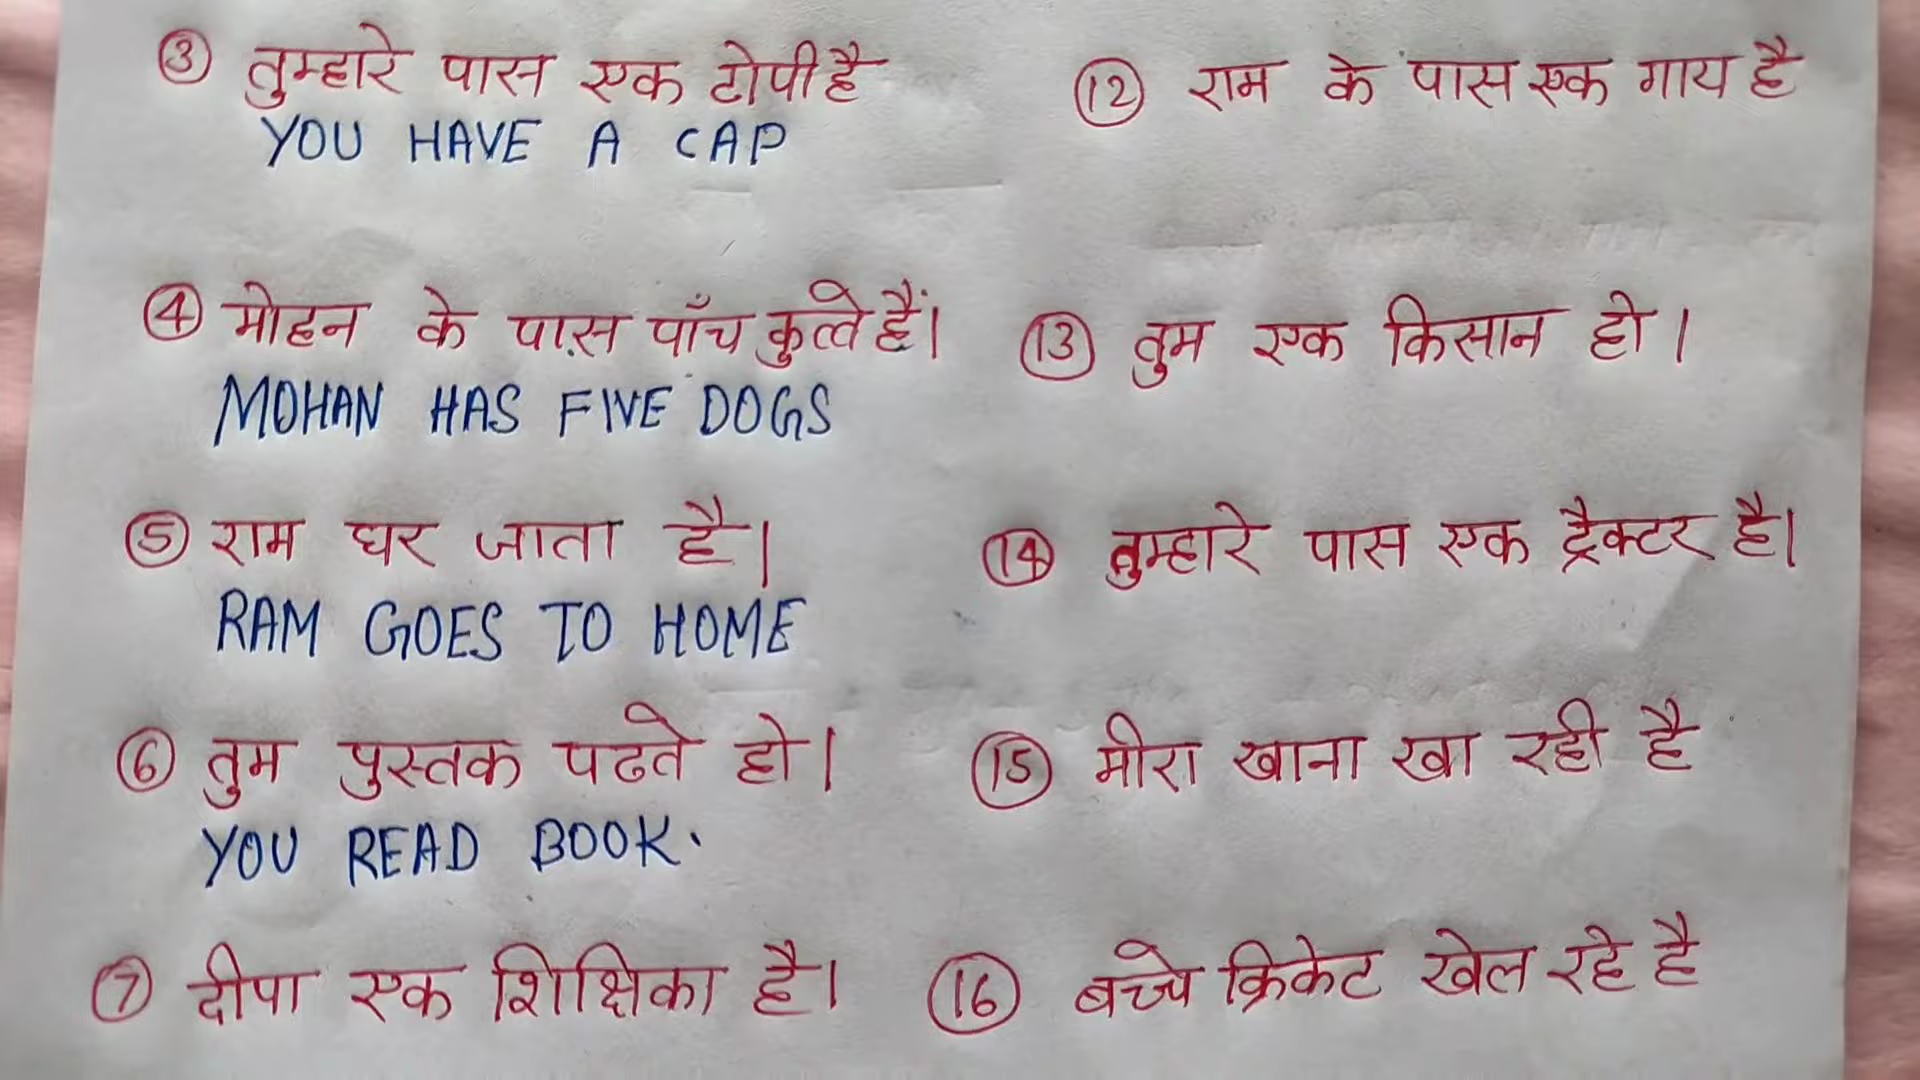 ③ तुम्हारे पास एक टोपी है
YOU HAVE A CAP
④ मोहन के पास पाँच कुत्ते हैं।
MOHAN HAS FIVE DOGS
⑤ राम घर जाता है।
RAM GOES TO HOME
⑥ तुम पुस्तक पढते हो।
YOU READ BOOK.
⑦ दीपा एक शिक्षिका है।
⑫ राम के पास एक गाय है
⑬ तुम एक किसान हो।
⑭ तुम्हारे पास एक ट्रैक्टर है।
⑮ मीरा खाना खा रही है
⑯ बच्चे क्रिकेट खेल रहे है